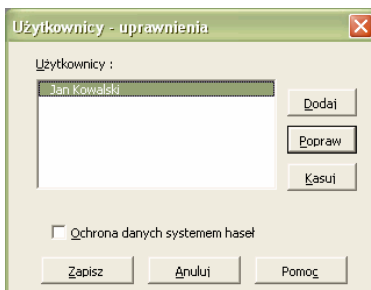 Użytkownicy - uprawnienia
Użytkownicy :
Jan Kowalski
Dodaj
Popraw
Kasuj
Ochrona danych systemem haseł
Zapisz
Anuluj
Pomoc